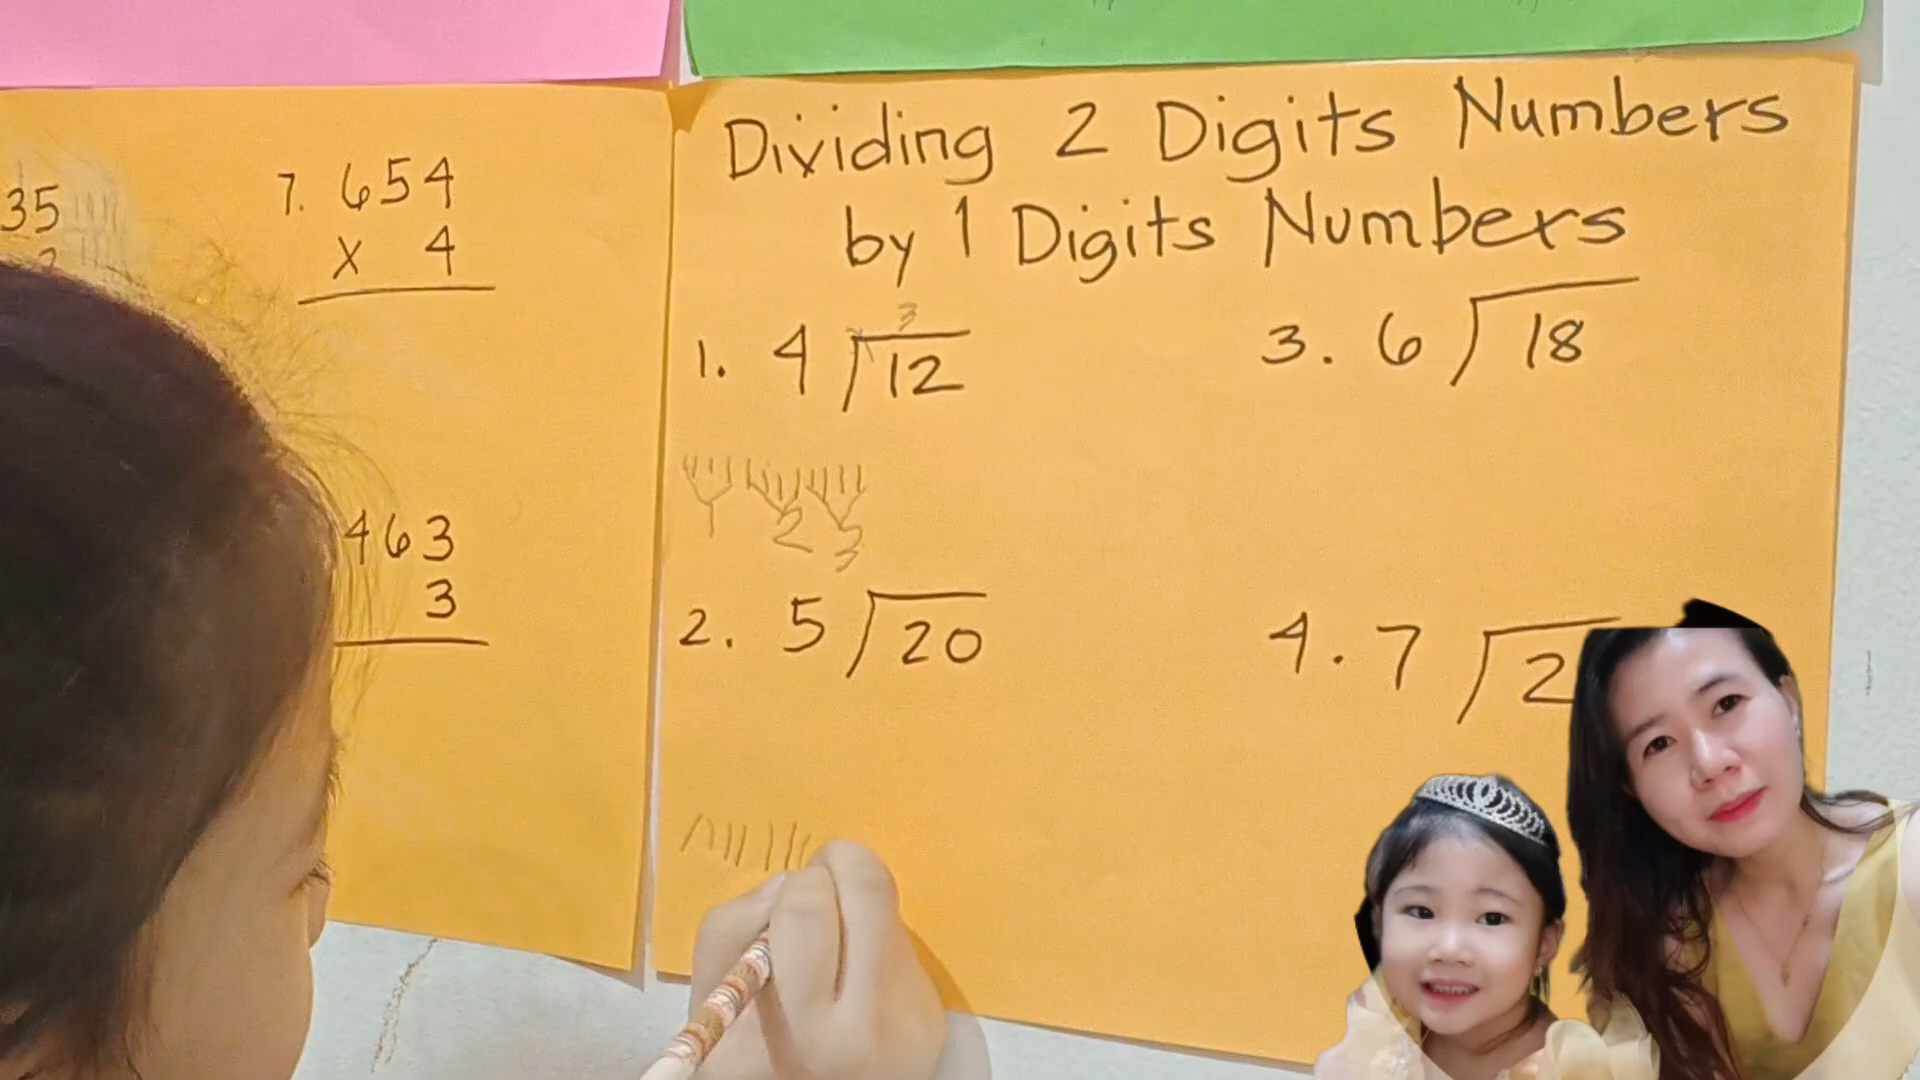 35
7. 654
x 4
463
3
Dividing 2 Digits Numbers
by 1 Digits Numbers
3
1. 4 12
2 3
3
2. 5 20
3. 6 18
4. 7 2